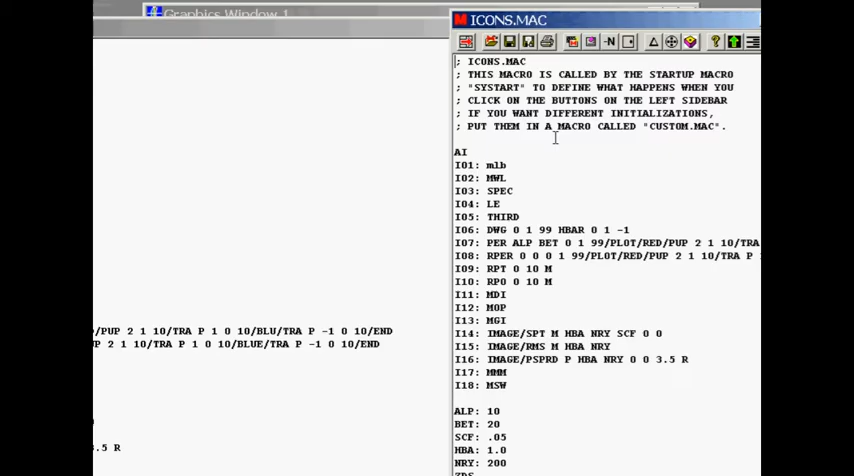 Graphics Window 1
ICONS.MAC
; ICONS.MAC
; THIS MACRO IS CALLED BY THE STARTUP MACRO
; "SYSTART" TO DEFINE WHAT HAPPENS WHEN YOU
; CLICK ON THE BUTTONS ON THE LEFT SIDEBAR
; IF YOU WANT DIFFERENT INITIALIZATIONS,
; PUT THEM IN A MACRO CALLED "CUSTOM.MAC".
AI
I01: mlb
I02: MWL
I03: SPEC
I04: LE
I05: THIRD
I06: DWG 0 1 99 HBAR 0 1 -1
I07: PER ALP BET 0 1 99/PLOT/RED/PUP 2 1 10/TRA
I08: RPER 0 0 0 1 99/PLOT/RED/PUP 2 1 10/TRA P
I09: RPT 0 10 M
I10: RPO 0 10 M
I11: MDI
I12: MOP
I13: MGI
I14: IMAGE/SPT M HBA NRY SCF 0 0
I15: IMAGE/RMS M HBA NRY
I16: IMAGE/PSPRD P HBA NRY 0 0 3.5 R
I17: MMM
I18: MSW
ALP: 10
BET: 20
SCF: .05
HBA: 1.0
NRY: 200
/PUP 2 1 10/TRA P 1 0 10/BLU/TRA P -1 0 10/END
P 2 1 10/TRA P 1 0 10/BLUE/TRA P -1 0 10/END
3.5 R